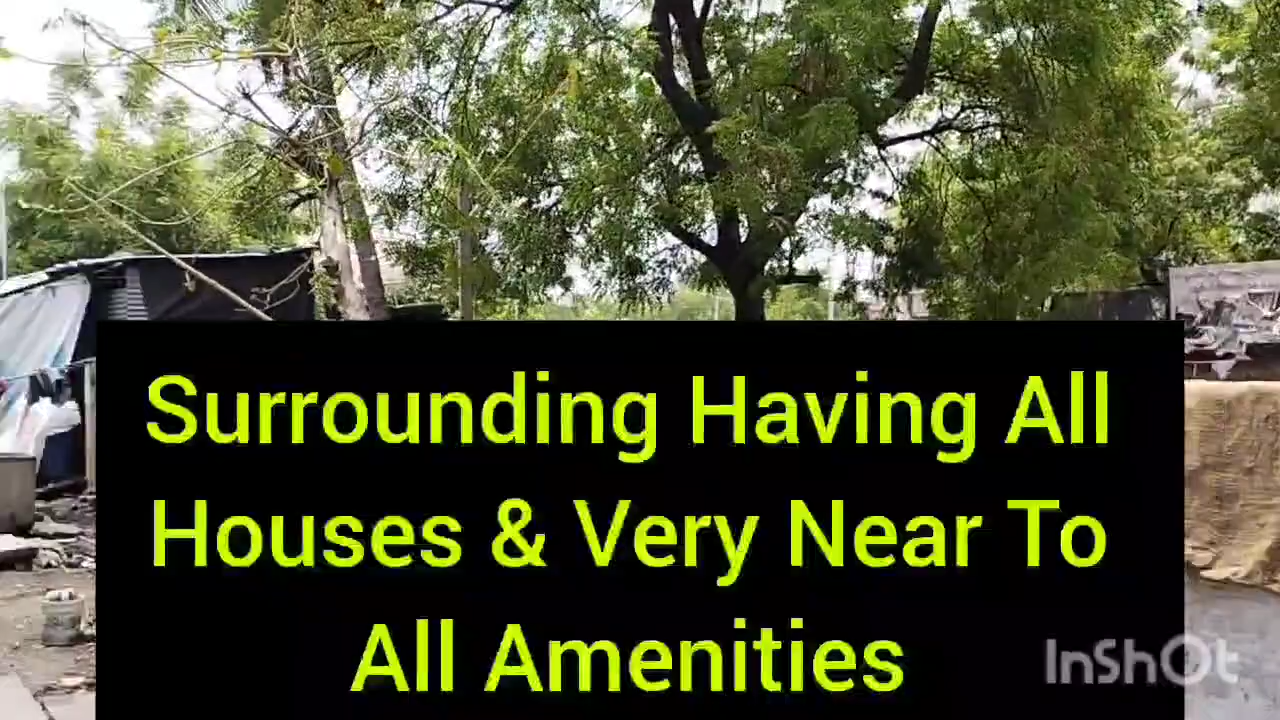 Surrounding Having All
Houses & Very Near To
All Amenities
InShOt